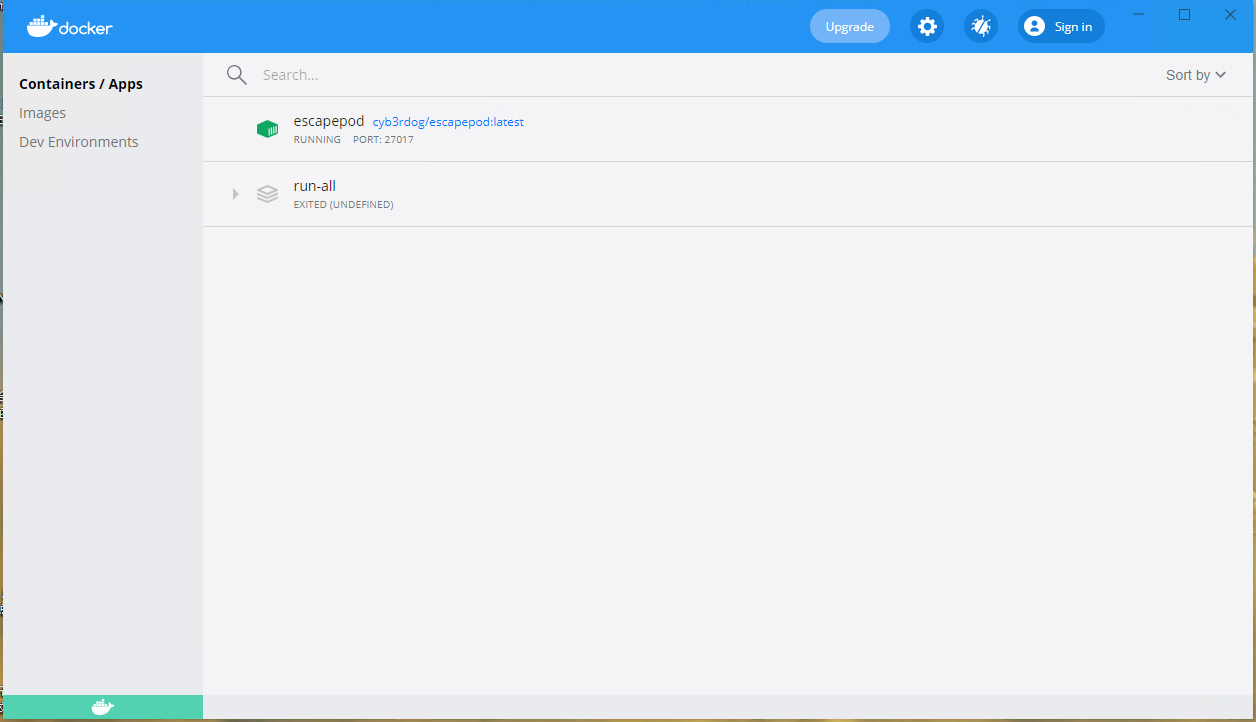 docker
Upgrade
Sign in
Containers / Apps
Images
Dev Environments
Search...
Sort by
escapepod cyb3rdog/escapepod:latest
RUNNING PORT: 27017
run-all
EXITED (UNDEFINED)